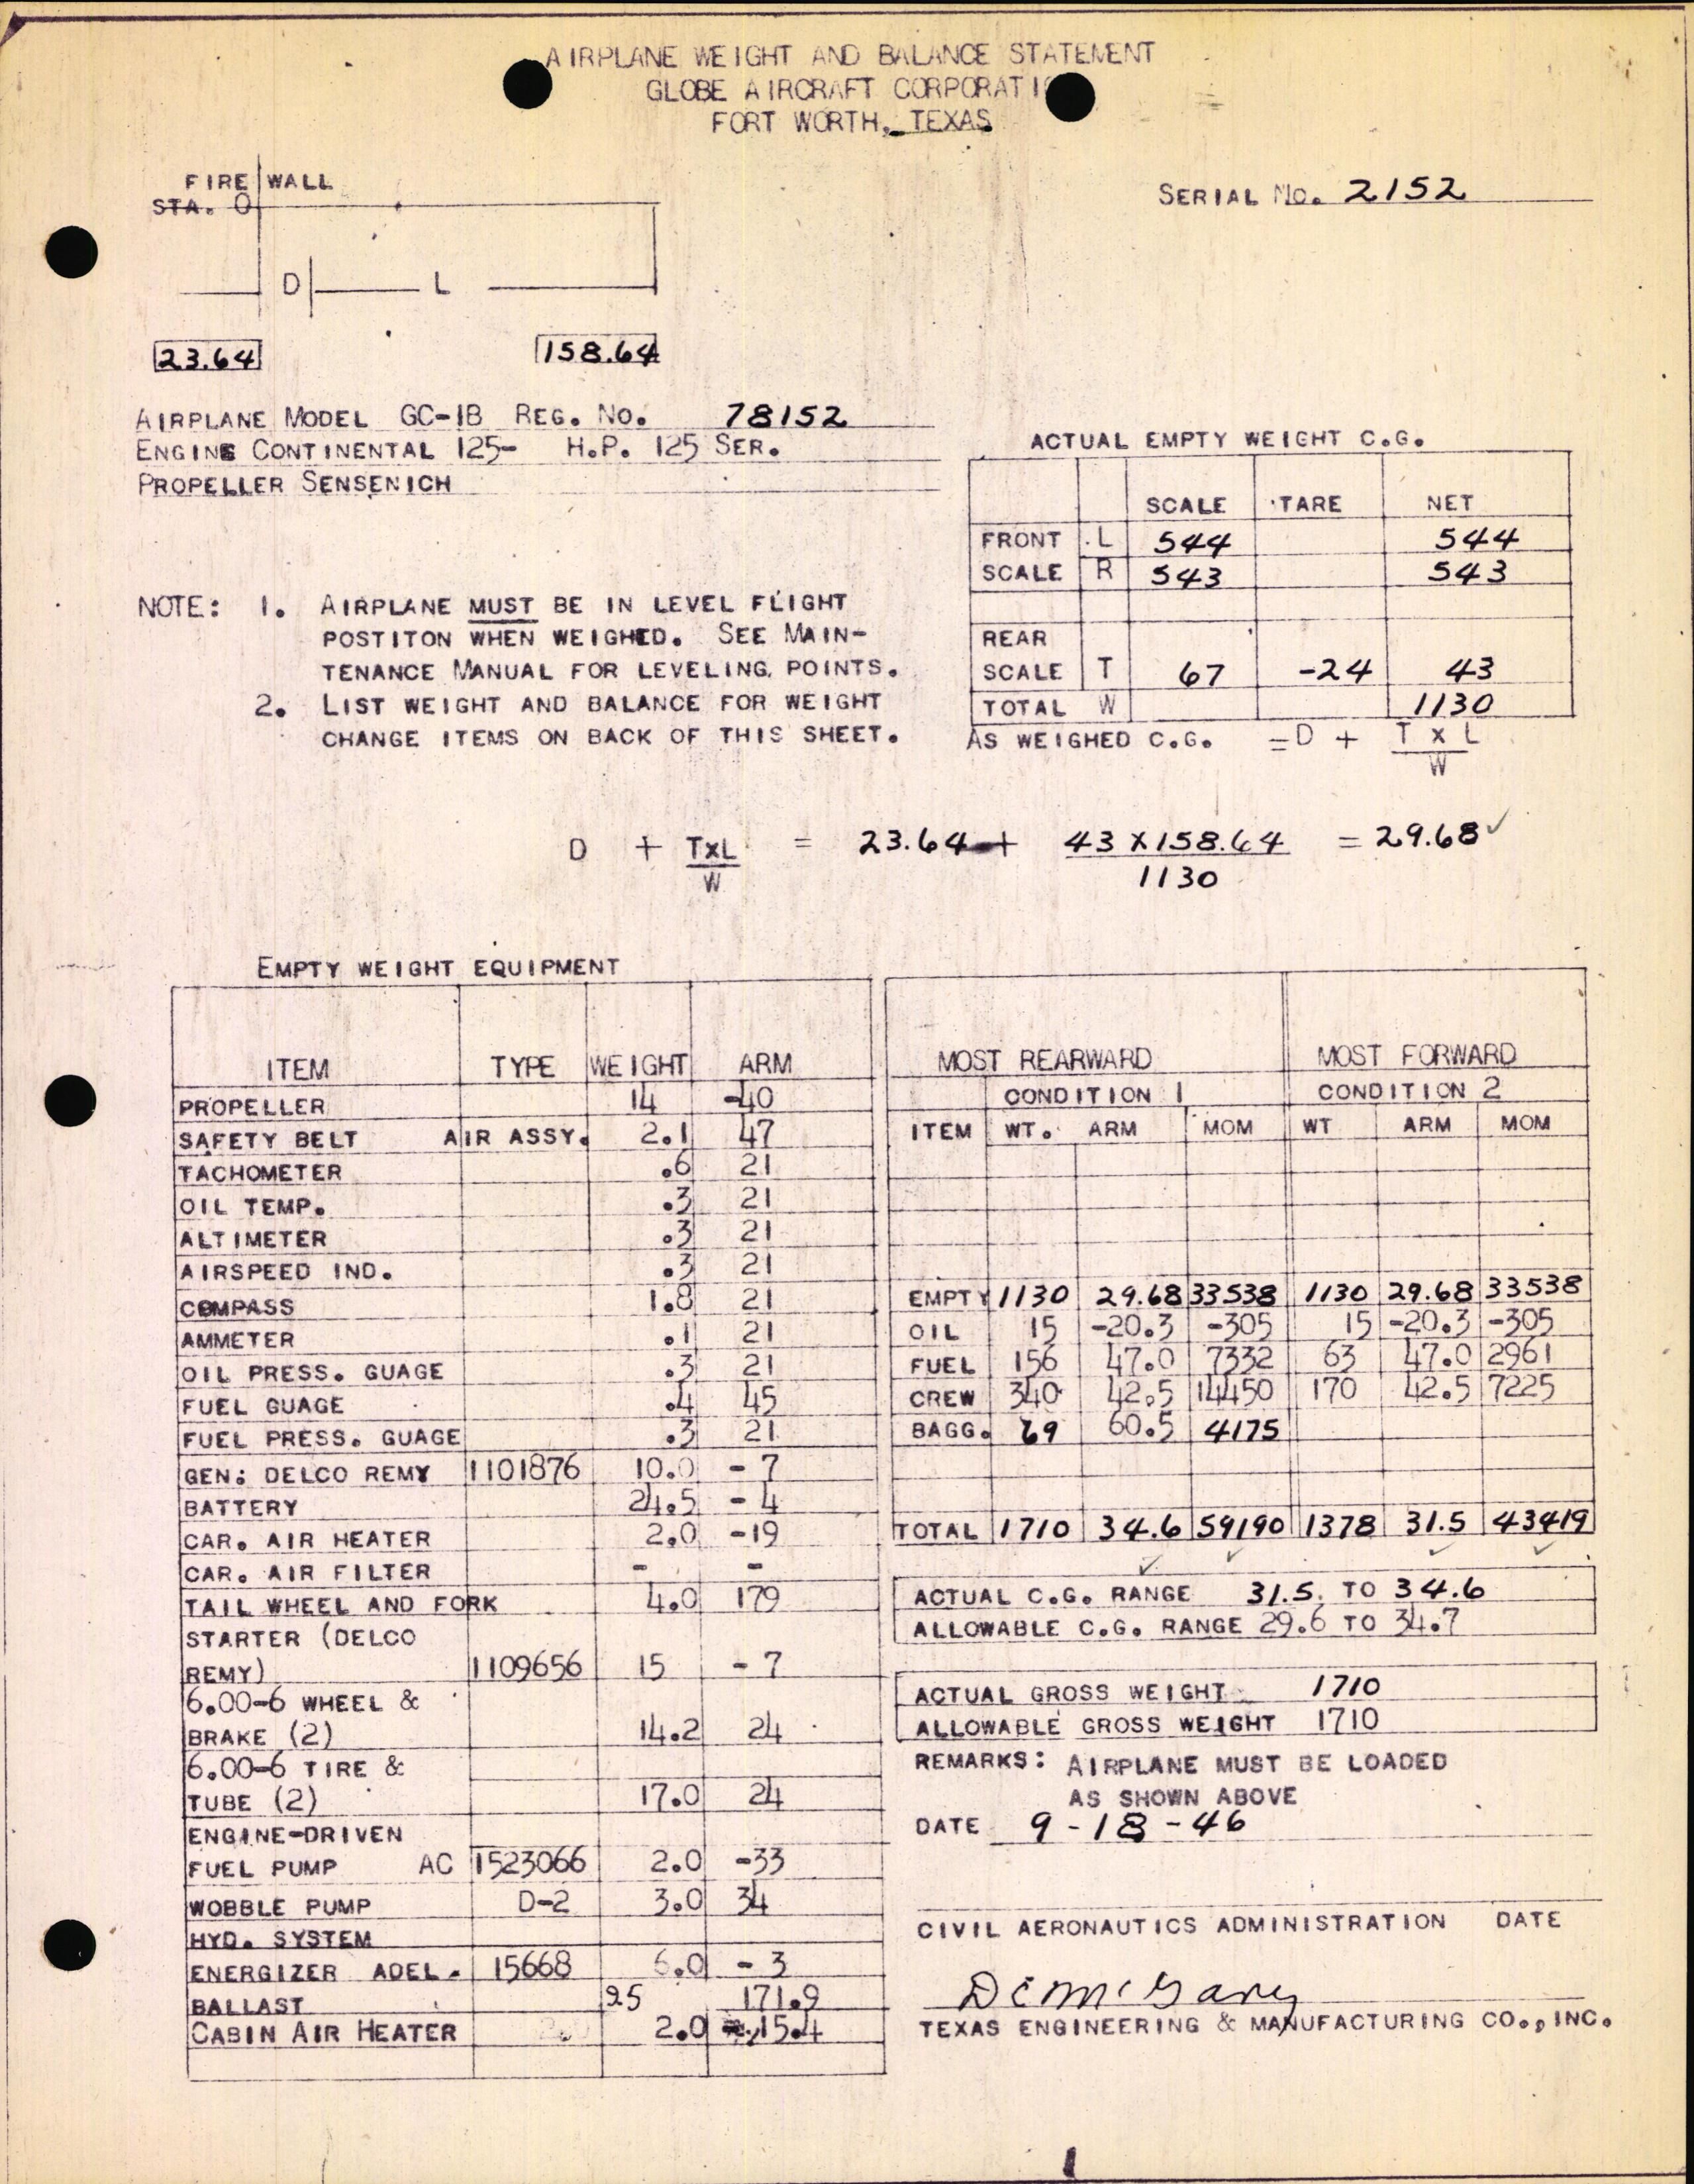 AIRPLANE WEIGHT AND BALANCE STATEMENT
GLOBE AIRCRAFT CORPORATI
FORT WORTH, TEXAS
FIRE WALL
STA. 0
SERIAL NO. 2152
D L
23.64 158.64
AIRPLANE MODEL GC-1B REG. NO. 78152
ENGINE CONTINENTAL 125- H.P. 125 SER.
PROPELLER SENSENICH
ACTUAL EMPTY WEIGHT C.G.
SCALE TARE NET
FRONT L 544 544
SCALE R 543 543
REAR
SCALE T 67 -24 43
TOTAL W 1130
AS WEIGHED C.G. = D + T x L
W
NOTE: 1. AIRPLANE MUST BE IN LEVEL FLIGHT
POSTITON WHEN WEIGHED. SEE MAIN-
TENANCE MANUAL FOR LEVELING POINTS.
2. LIST WEIGHT AND BALANCE FOR WEIGHT
CHANGE ITEMS ON BACK OF THIS SHEET.
D + TxL = 23.64 + 43 X 158.64 = 29.68 ✓
W 1130
EMPTY WEIGHT EQUIPMENT
ITEM TYPE WEIGHT ARM
PROPELLER 14 -40
SAFETY BELT AIR ASSY. 2.1 47
TACHOMETER .6 21
OIL TEMP. .3 21
ALTIMETER .3 21
AIRSPEED IND. .3 21
COMPASS 1.8 21
AMMETER .1 21
OIL PRESS. GUAGE .3 21
FUEL GUAGE .4 45
FUEL PRESS. GUAGE .3 21
GEN: DELCO REMY 1101876 10.0 - 7
BATTERY 24.5 - 4
CAR. AIR HEATER 2.0 -19
CAR. AIR FILTER - -
TAIL WHEEL AND FORK 4.0 179
STARTER (DELCO
REMY) 1109656 15 - 7
6.00-6 WHEEL &
BRAKE (2) 14.2 24
6.00-6 TIRE &
TUBE (2) 17.0 24
ENGINE-DRIVEN
FUEL PUMP AC 1523066 2.0 -33
WOBBLE PUMP D-2 3.0 34
HYD. SYSTEM
ENERGIZER ADEL. 15668 6.0 - 3
BALLAST 25 171.9
CABIN AIR HEATER 2.0 15.4
MOST REARWARD MOST FORWARD
CONDITION 1 CONDITION 2
ITEM WT. ARM MOM WT ARM MOM
EMPTY 1130 29.68 33538 1130 29.68 33538
OIL 15 -20.3 -305 15 -20.3 -305
FUEL 156 47.0 7332 63 47.0 2961
CREW 340 42.5 14450 170 42.5 7225
BAGG. 69 60.5 4175
TOTAL 1710 34.6 59190 1378 31.5 43419
✓ ✓ ✓ ✓
ACTUAL C.G. RANGE 31.5 TO 34.6
ALLOWABLE C.G. RANGE 29.6 TO 34.7
ACTUAL GROSS WEIGHT 1710
ALLOWABLE GROSS WEIGHT 1710
REMARKS: AIRPLANE MUST BE LOADED
AS SHOWN ABOVE
DATE 9-18-46
CIVIL AERONAUTICS ADMINISTRATION DATE
TEXAS ENGINEERING & MANUFACTURING CO., INC.
1